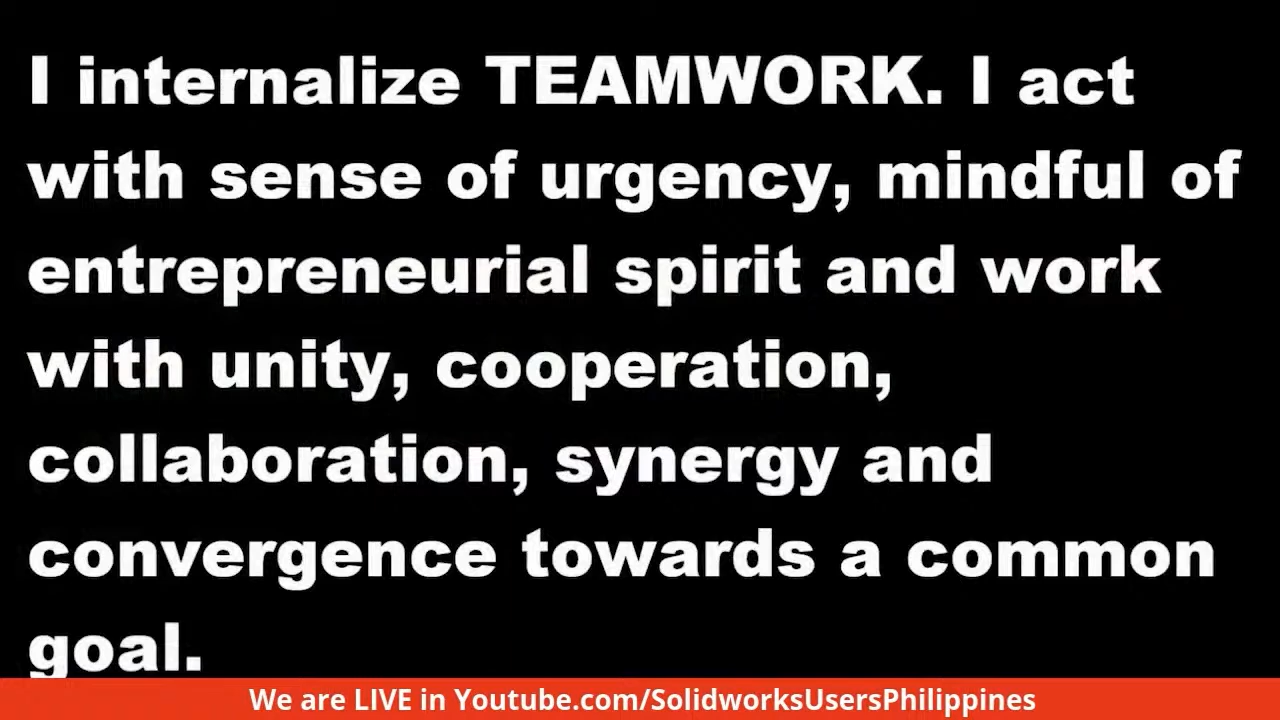 I internalize TEAMWORK. I act
with sense of urgency, mindful of
entrepreneurial spirit and work
with unity, cooperation,
collaboration, synergy and
convergence towards a common
goal.
We are LIVE in Youtube.com/SolidworksUsersPhilippines